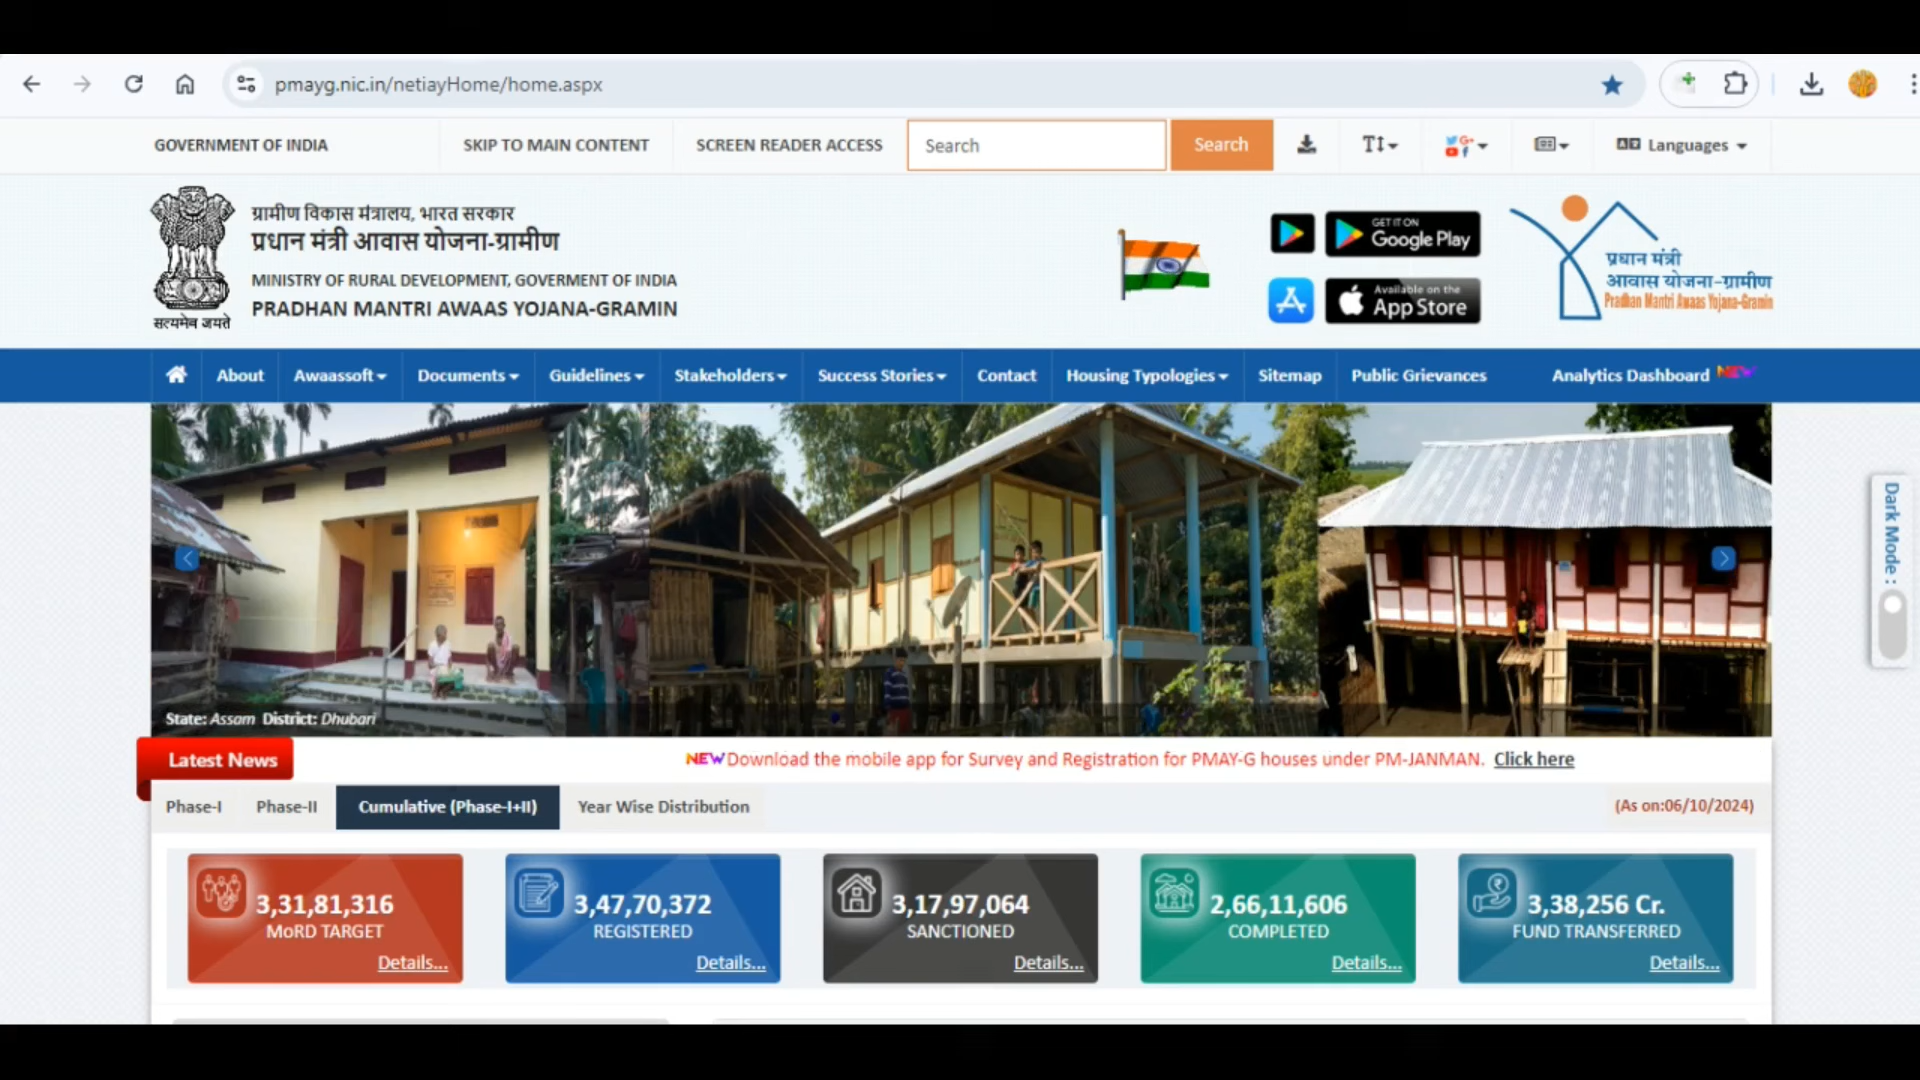 pmayg.nic.in/netiayHome/home.aspx
GOVERNMENT OF INDIA
SKIP TO MAIN CONTENT
SCREEN READER ACCESS
Search
Search
Languages
ग्रामीण विकास मंत्रालय, भारत सरकार
प्रधान मंत्री आवास योजना-ग्रामीण
MINISTRY OF RURAL DEVELOPMENT, GOVERMENT OF INDIA
PRADHAN MANTRI AWAAS YOJANA-GRAMIN
सत्यमेव जयते
GET IT ON
Google Play
Available on the
App Store
प्रधान मंत्री
आवास योजना-ग्रामीण
Pradhan Mantri Awaas Yojana-Gramin
About
Awaassoft
Documents
Guidelines
Stakeholders
Success Stories
Contact
Housing Typologies
Sitemap
Public Grievances
Analytics Dashboard NEW
Dark Mode :
State: Assam District: Dhubari
Latest News
NEW Download the mobile app for Survey and Registration for PMAY-G houses under PM-JANMAN. Click here
Phase-I
Phase-II
Cumulative (Phase-I+II)
Year Wise Distribution
(As on:06/10/2024)
3,31,81,316
MoRD TARGET
Details...
3,47,70,372
REGISTERED
Details...
3,17,97,064
SANCTIONED
Details...
2,66,11,606
COMPLETED
Details...
3,38,256 Cr.
FUND TRANSFERRED
Details...